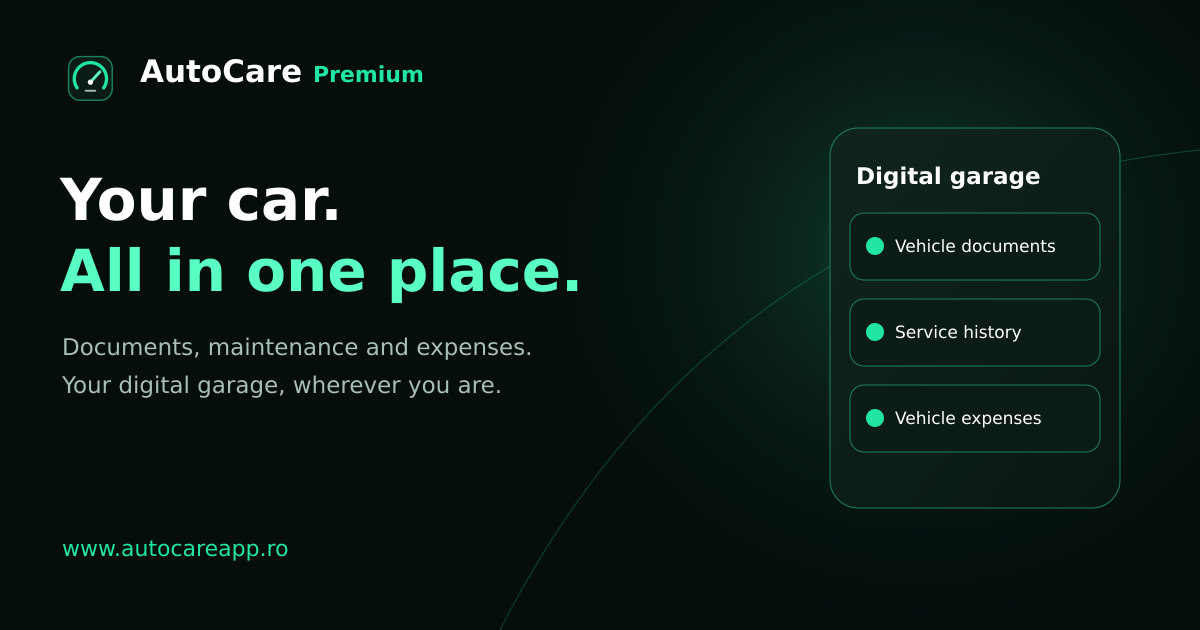 AutoCare Premium
Your car.
All in one place.
Documents, maintenance and expenses.
Your digital garage, wherever you are.
www.autocareapp.ro
Digital garage
Vehicle documents
Service history
Vehicle expenses